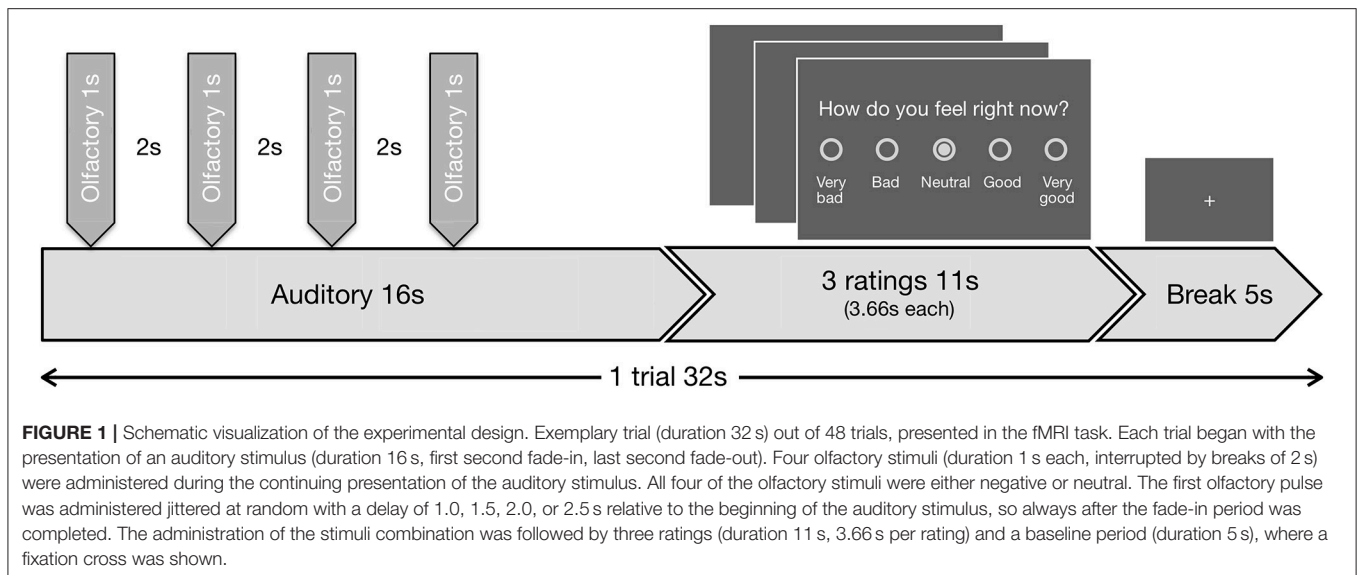 Olfactory 1s
2s
Olfactory 1s
2s
Olfactory 1s
2s
Olfactory 1s
How do you feel right now?
Very bad
Bad
Neutral
Good
Very good
+
Auditory 16s
3 ratings 11s
(3.66s each)
Break 5s
1 trial 32s
FIGURE 1 | Schematic visualization of the experimental design. Exemplary trial (duration 32 s) out of 48 trials, presented in the fMRI task. Each trial began with the
presentation of an auditory stimulus (duration 16 s, first second fade-in, last second fade-out). Four olfactory stimuli (duration 1 s each, interrupted by breaks of 2 s)
were administered during the continuing presentation of the auditory stimulus. All four of the olfactory stimuli were either negative or neutral. The first olfactory pulse
was administered jittered at random with a delay of 1.0, 1.5, 2.0, or 2.5 s relative to the beginning of the auditory stimulus, so always after the fade-in period was
completed. The administration of the stimuli combination was followed by three ratings (duration 11 s, 3.66 s per rating) and a baseline period (duration 5 s), where a
fixation cross was shown.